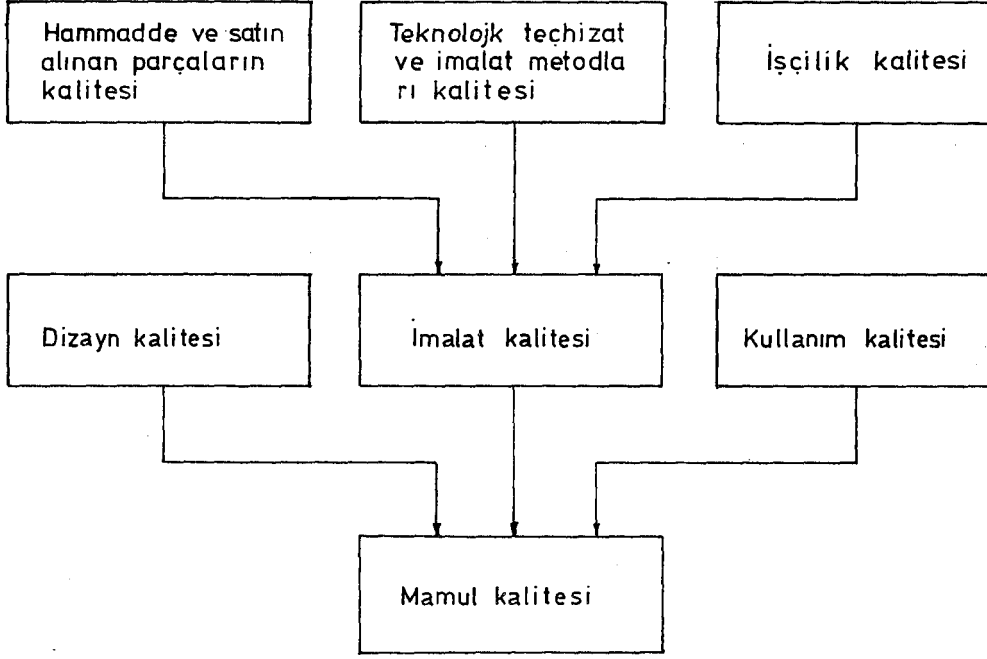 Hammadde ve satın
alınan parçaların
kalitesi
Teknolojk teçhizat
ve imalat metodla
rı kalitesi
İşçilik kalitesi
Dizayn kalitesi
İmalat kalitesi
Kullanım kalitesi
Mamul kalitesi